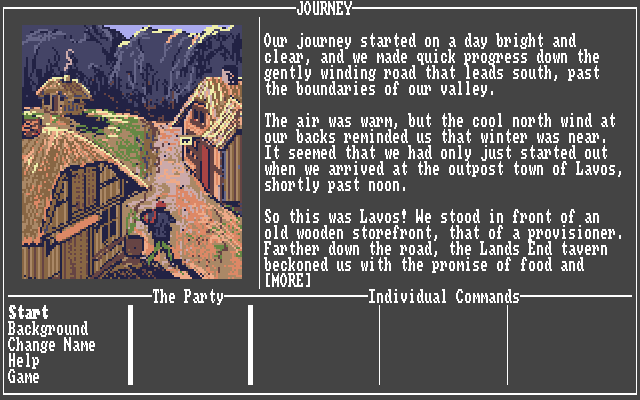 JOURNEY
Our journey started on a day bright and
clear, and we made quick progress down the
gently winding road that leads south, past
the boundaries of our valley.
The air was warm, but the cool north wind at
our backs reminded us that winter was near.
It seemed that we had only just started out
when we arrived at the outpost town of Lavos,
shortly past noon.
So this was Lavos! We stood in front of an
old wooden storefront, that of a provisioner.
Farther down the road, the Lands End tavern
beckoned us with the promise of food and
[MORE]
The Party Individual Commands
Start
Background
Change Name
Help
Game